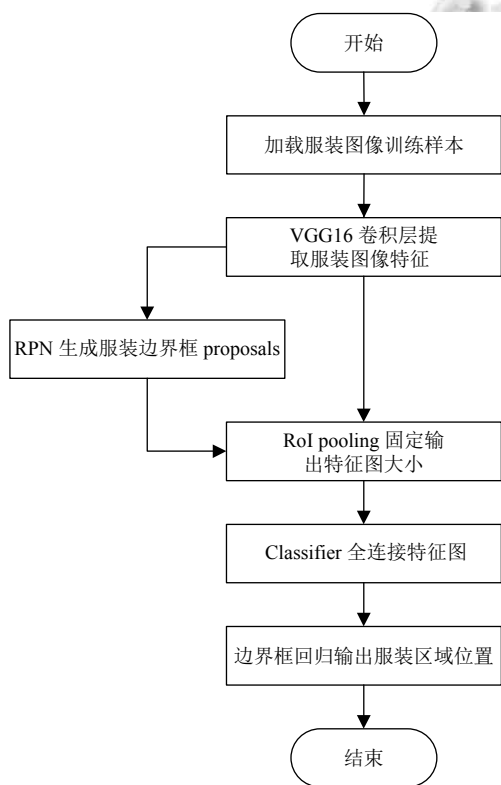 开始
加载服装图像训练样本
VGG16 卷积层提
取服装图像特征
RPN 生成服装边界框 proposals
RoI pooling 固定输
出特征图大小
Classifier 全连接特征图
边界框回归输出服装区域位置
结束